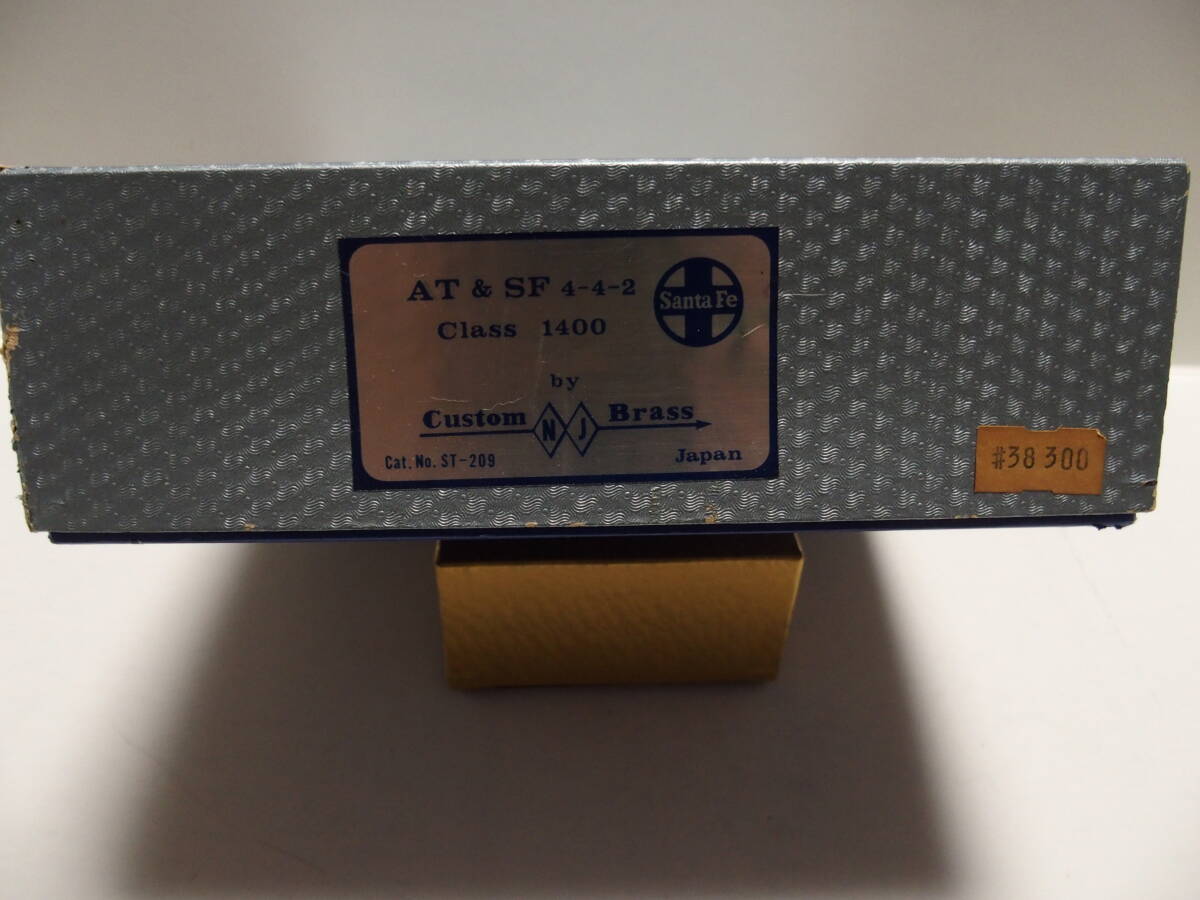 AT & SF 4-4-2
Santa Fe
Class 1400
by
Custom NJ Brass
Cat. No. ST-209
Japan
#38 300